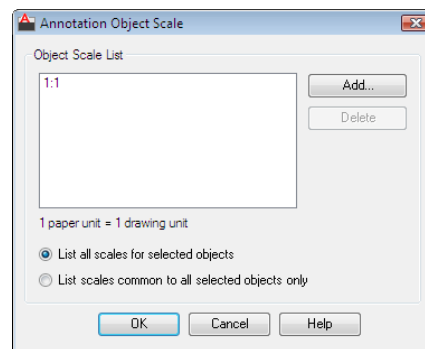 Annotation Object Scale
Object Scale List
1:1
Add...
Delete
1 paper unit = 1 drawing unit
List all scales for selected objects
List scales common to all selected objects only
OK Cancel Help